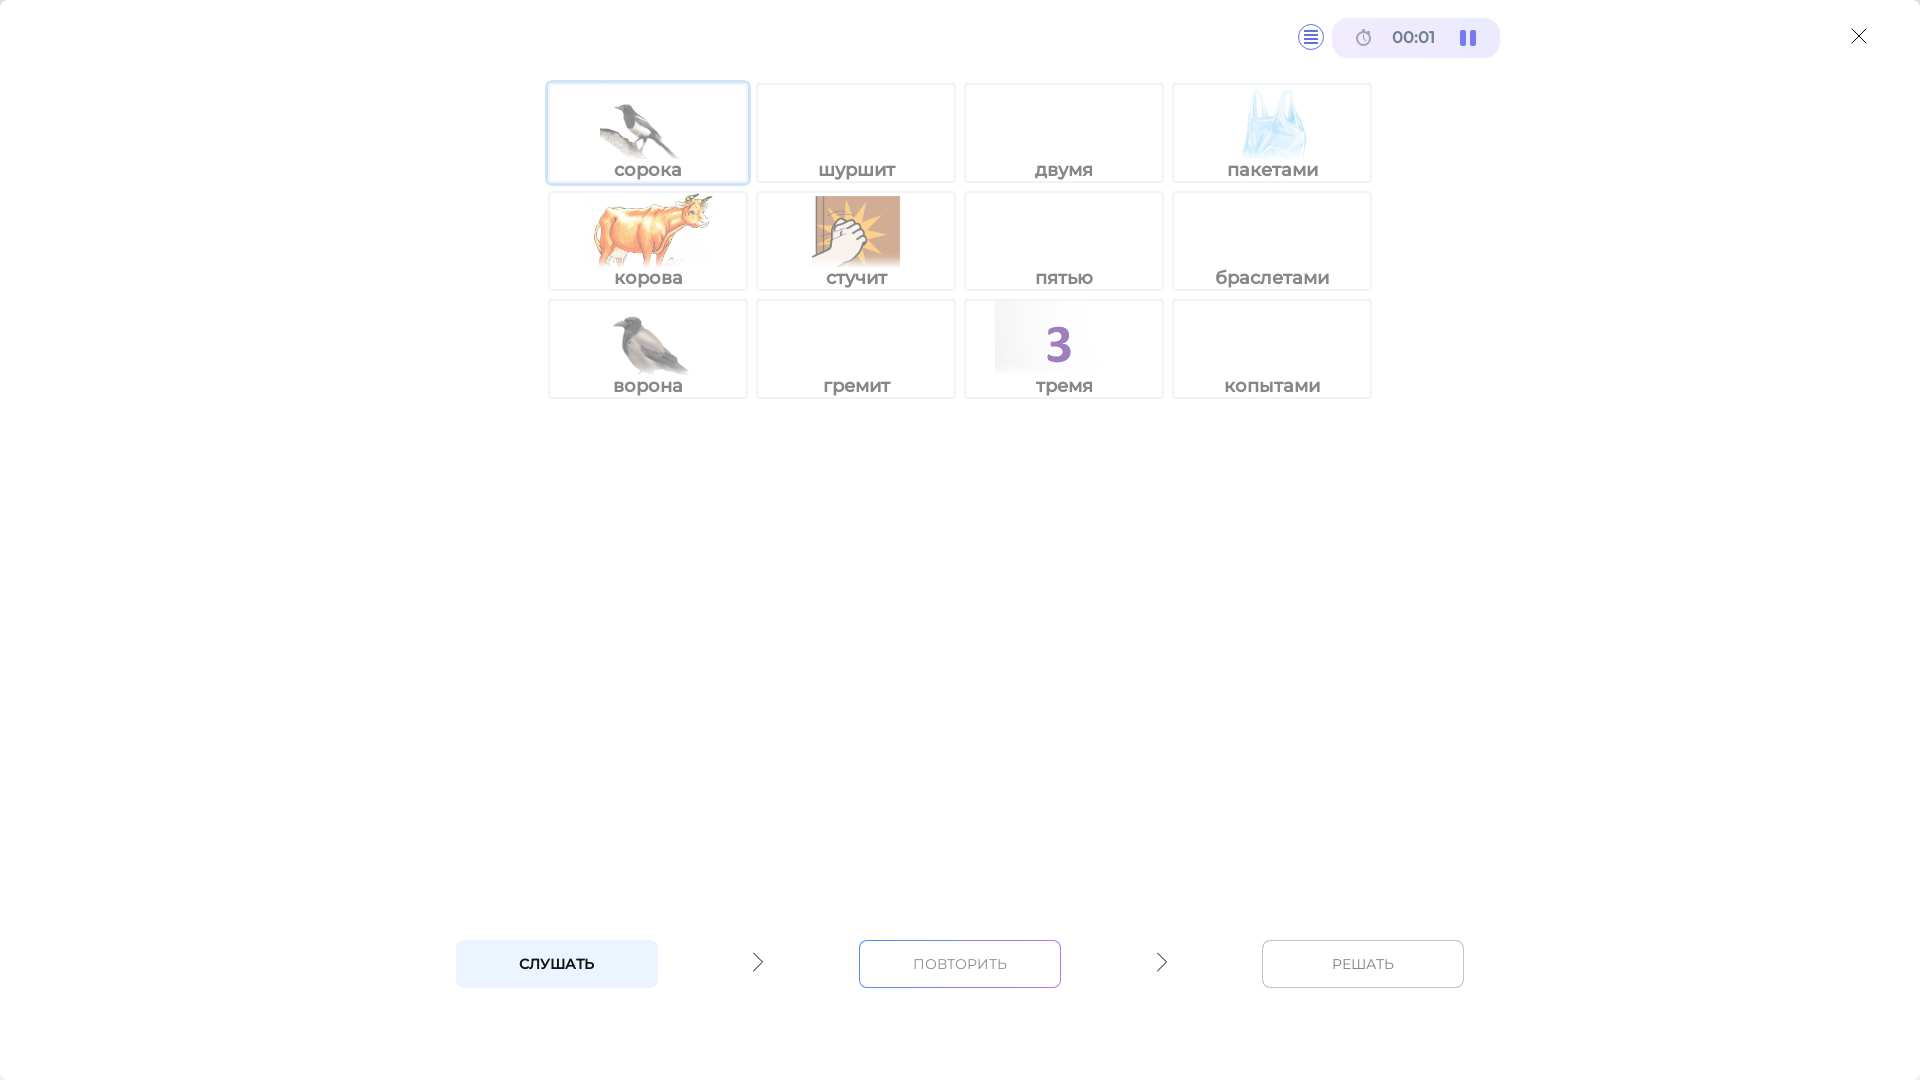 00:01
сорока шуршит двумя пакетами
корова стучит пятью браслетами
3
ворона гремит тремя копытами
СЛУШАТЬ ПОВТОРИТЬ РЕШАТЬ